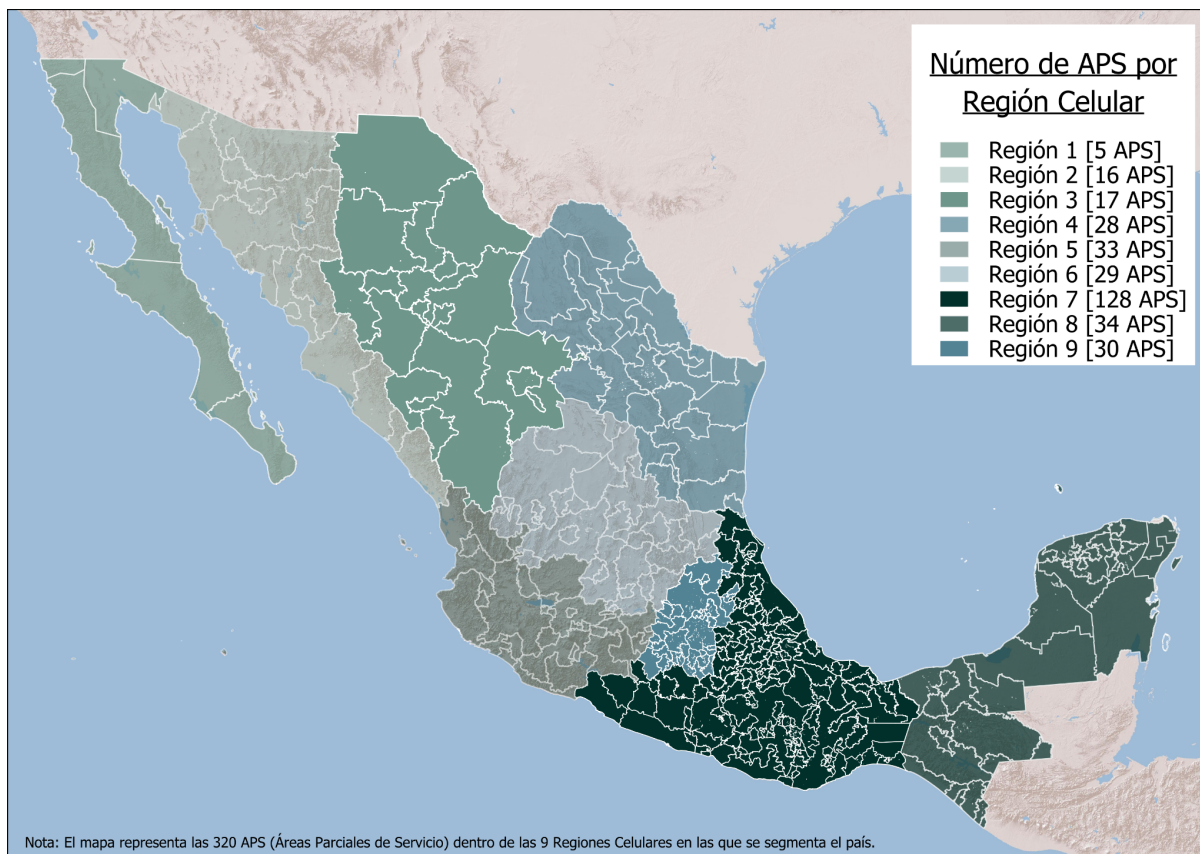 Número de APS por
Región Celular
Región 1 [5 APS]
Región 2 [16 APS]
Región 3 [17 APS]
Región 4 [28 APS]
Región 5 [33 APS]
Región 6 [29 APS]
Región 7 [128 APS]
Región 8 [34 APS]
Región 9 [30 APS]
Nota: El mapa representa las 320 APS (Áreas Parciales de Servicio) dentro de las 9 Regiones Celulares en las que se segmenta el país.